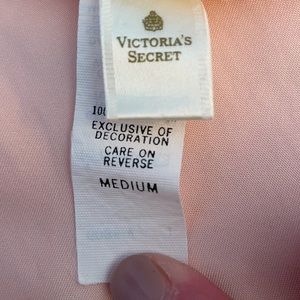 VICTORIA'S
SECRET
EXCLUSIVE OF
DECORATION
CARE ON
REVERSE
MEDIUM